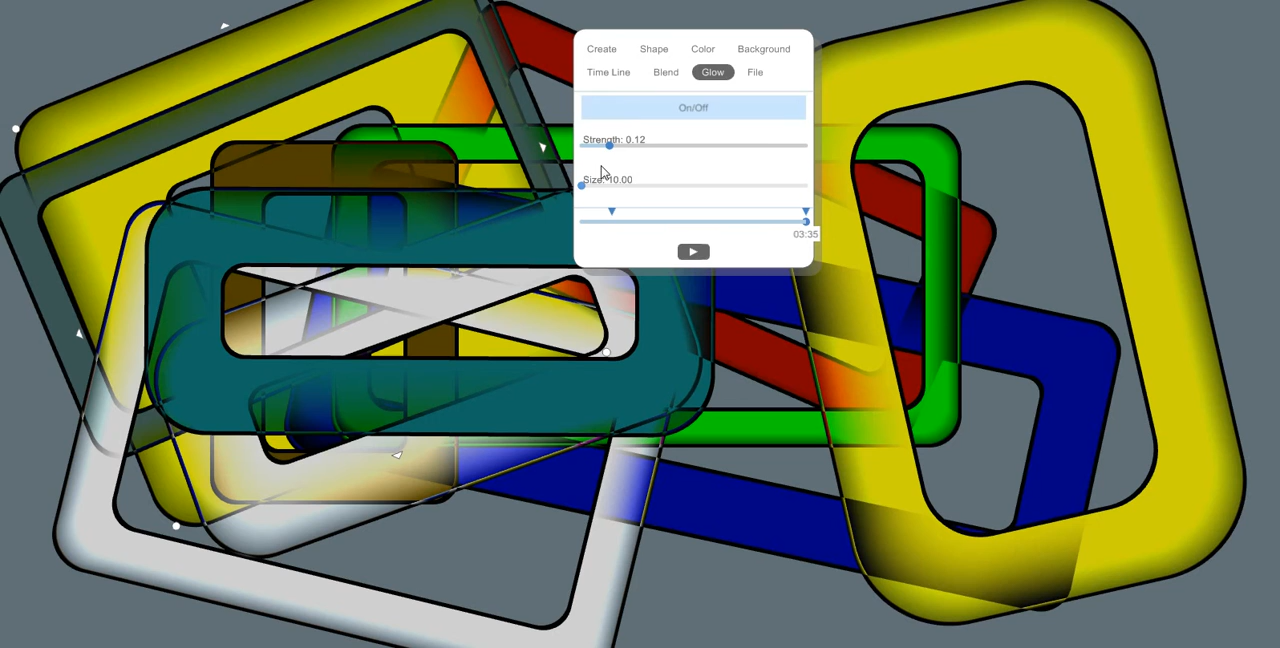 Create Shape Color Background
Time Line Blend Glow File
On/Off
Strength: 0.12
Size: 10.00
03:35